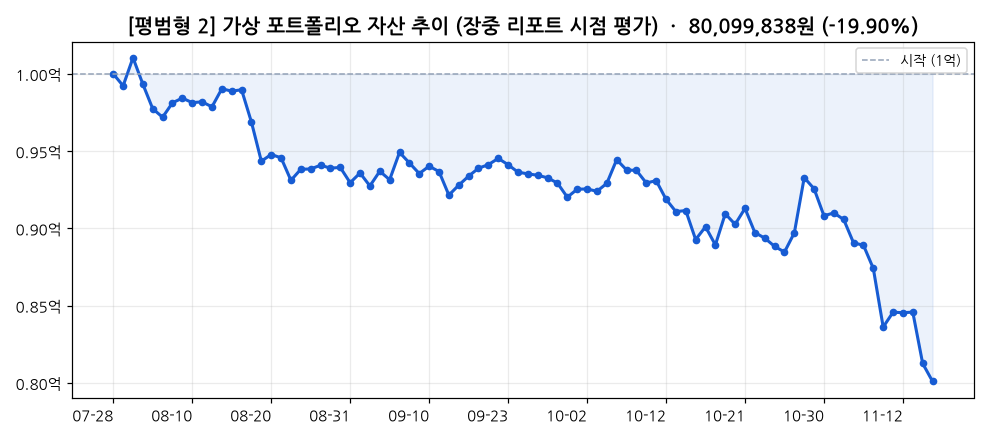 [평범형 2] 가상 포트폴리오 자산 추이 (장중 리포트 시점 평가) · 80,099,838원 (-19.90%)
시작 (1억)
1.00억
0.95억
0.90억
0.85억
0.80억
07-28 08-10 08-20 08-31 09-10 09-23 10-02 10-12 10-21 10-30 11-12